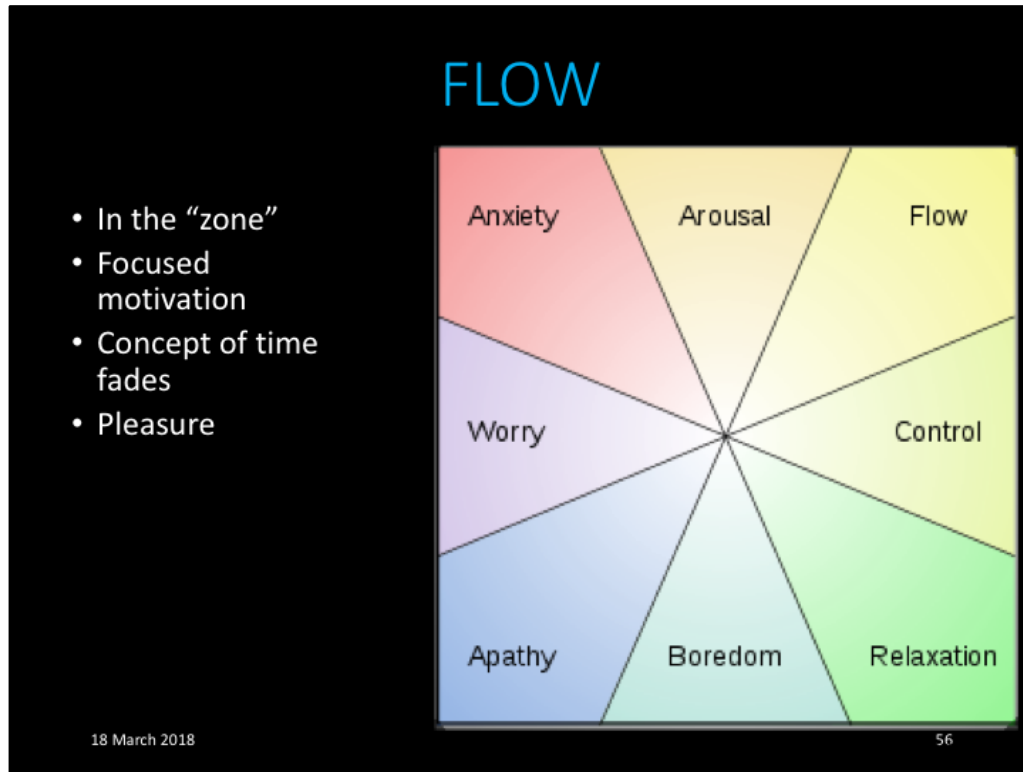 FLOW
• In the “zone”
• Focused
motivation
• Concept of time
fades
• Pleasure
Anxiety
Arousal
Flow
Worry
Control
Apathy
Boredom
Relaxation
18 March 2018
56